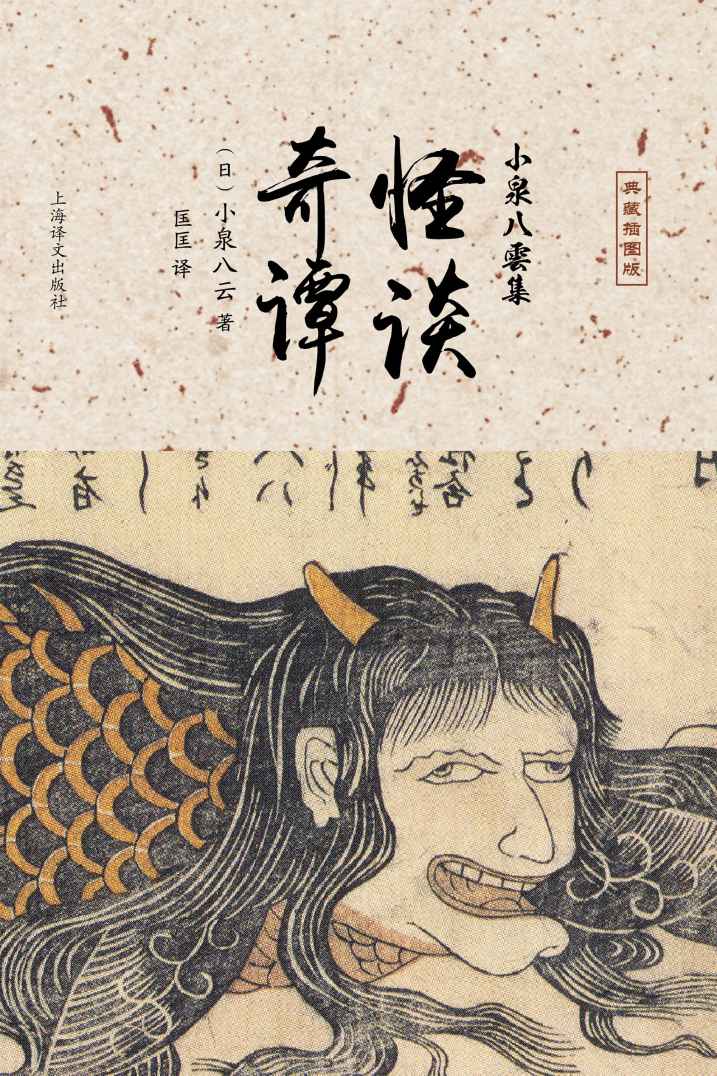 典藏插图版
小泉八雲集
怪谈
奇谭
（日）小泉八云 著
匡匡 译
上海译文出版社